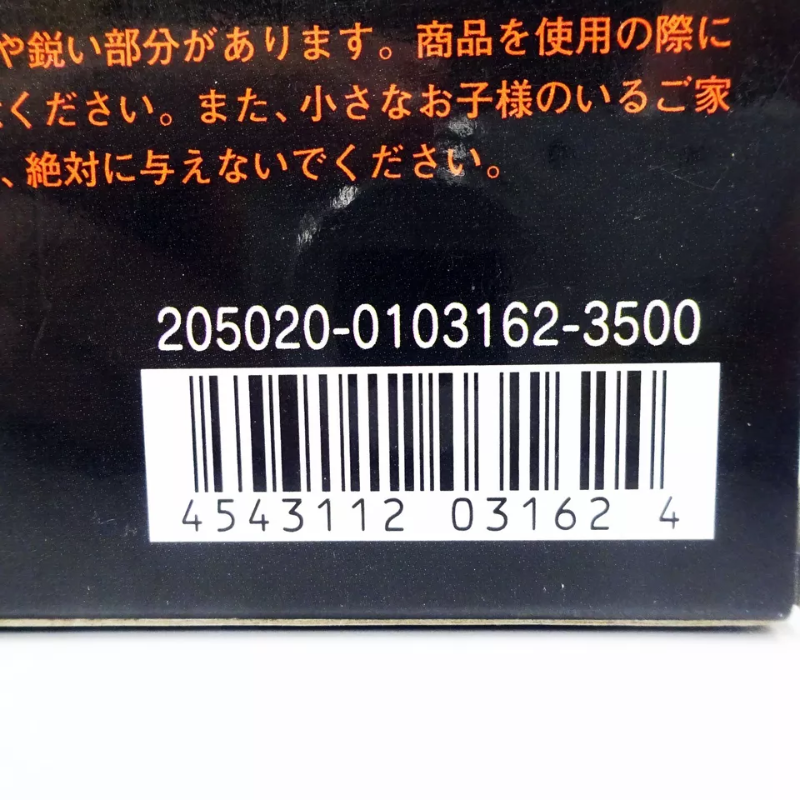 や鋭い部分があります。商品を使用の際に
ください。また、小さなお子様のいるご家
、絶対に与えないでください。
205020-0103162-3500
4543112 03162 4